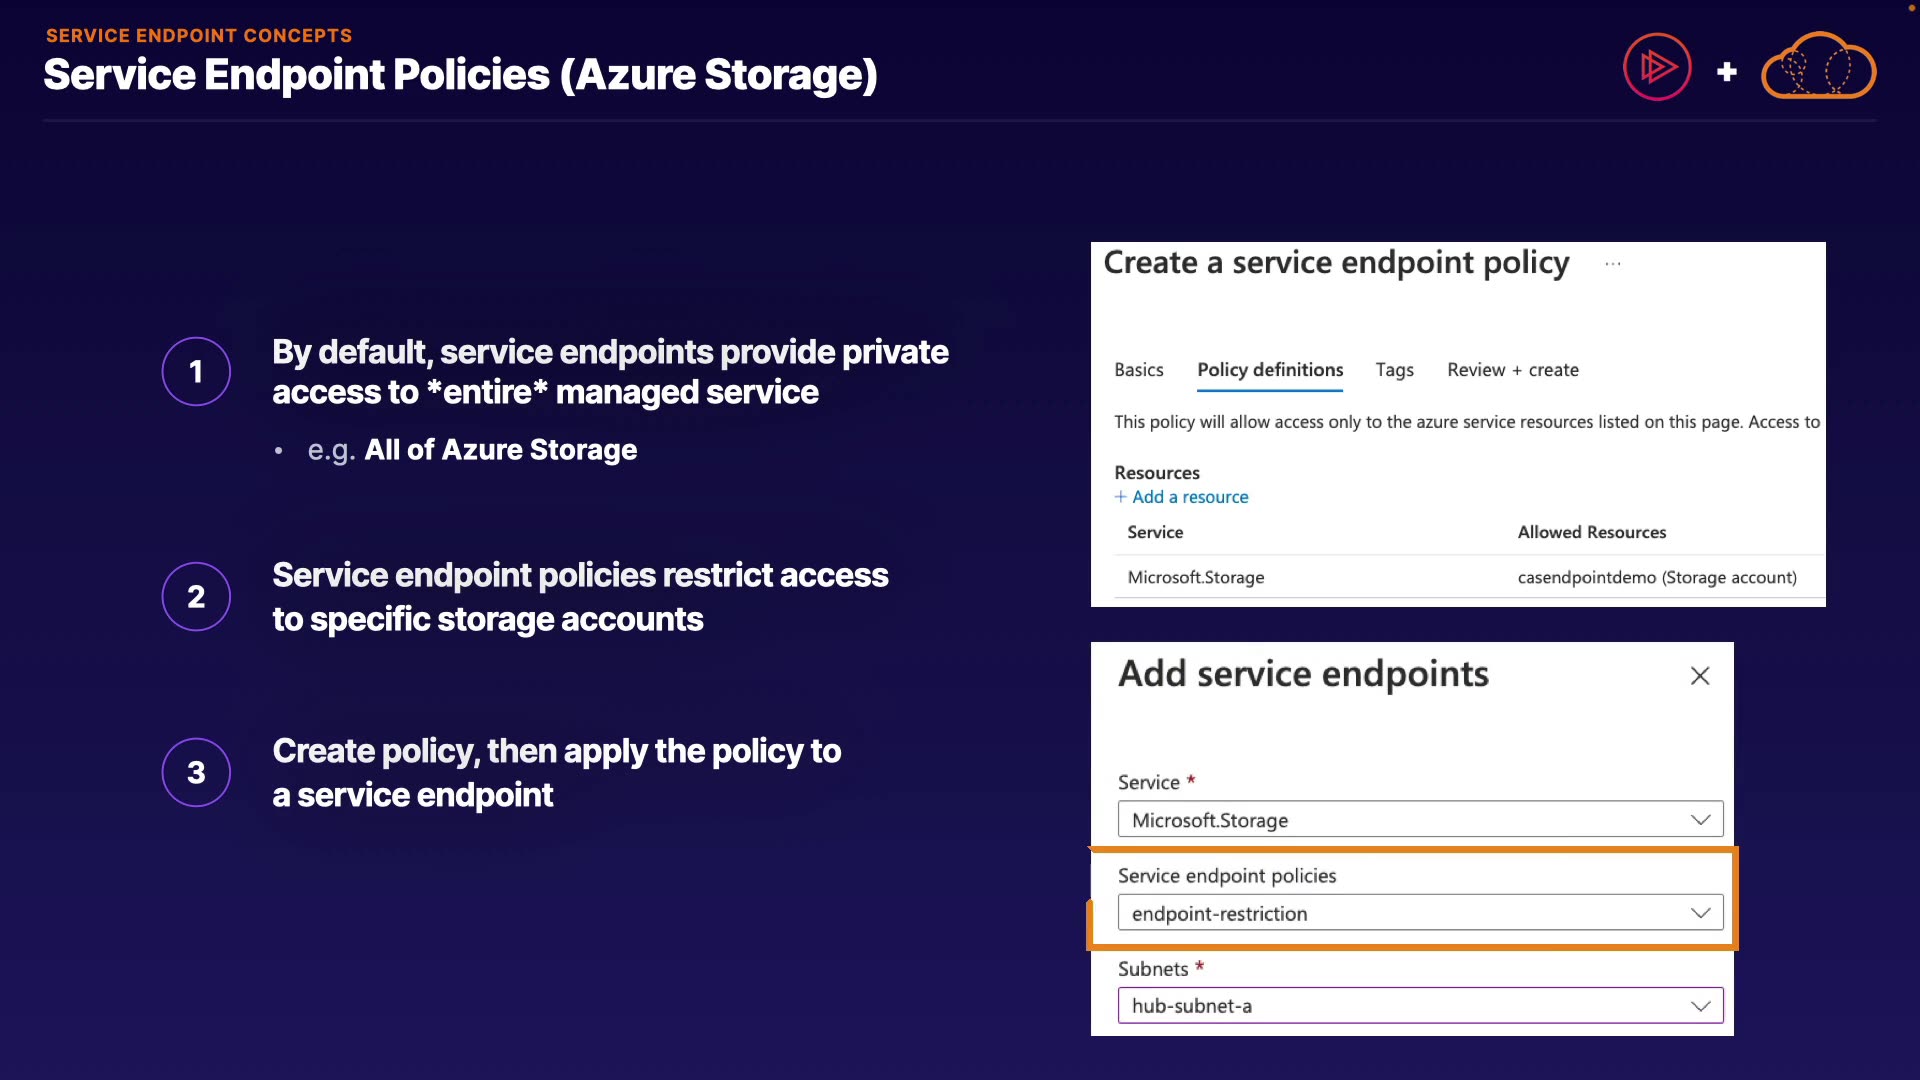 SERVICE ENDPOINT CONCEPTS
Service Endpoint Policies (Azure Storage)
+
1
By default, service endpoints provide private
access to *entire* managed service
• e.g. All of Azure Storage
2
Service endpoint policies restrict access
to specific storage accounts
3
Create policy, then apply the policy to
a service endpoint
Create a service endpoint policy ...
Basics Policy definitions Tags Review + create
This policy will allow access only to the azure service resources listed on this page. Access to
Resources
+ Add a resource
Service Allowed Resources
Microsoft.Storage casendpointdemo (Storage account)
Add service endpoints
Service *
Microsoft.Storage
Service endpoint policies
endpoint-restriction
Subnets *
hub-subnet-a